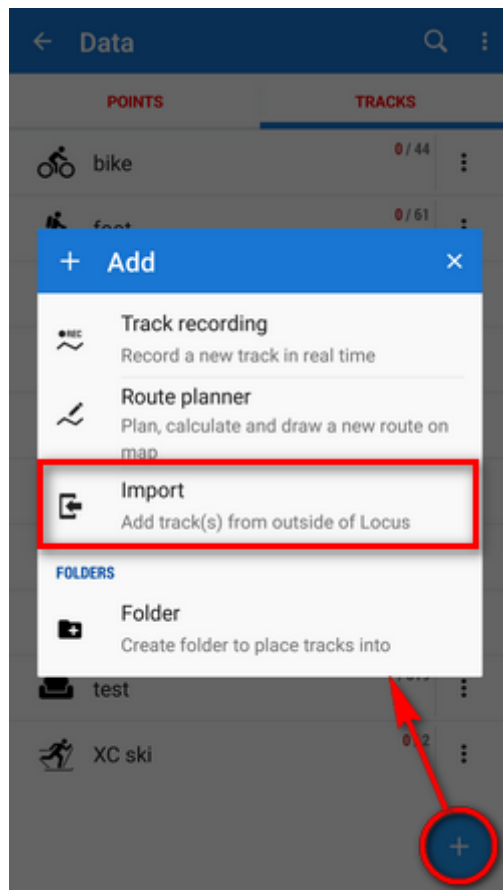 Data
POINTS TRACKS
bike 0 / 44
0 / 61
Add
REC
Track recording
Record a new track in real time
Route planner
Plan, calculate and draw a new route on
map
Import
Add track(s) from outside of Locus
FOLDERS
Folder
Create folder to place tracks into
test
XC ski